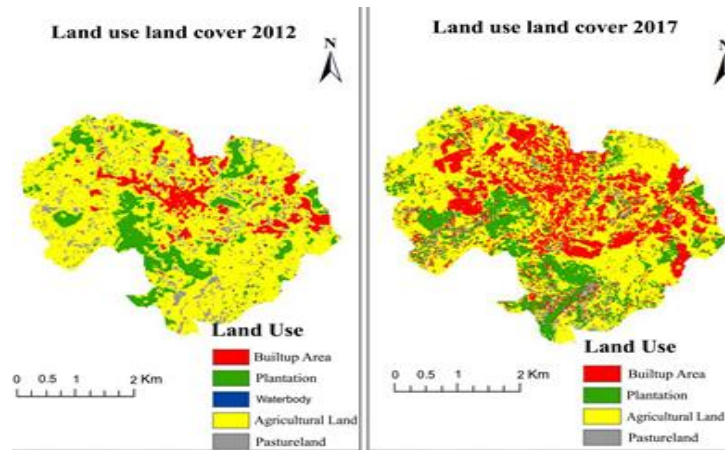 Land use land cover 2012
N
Land Use
Builtup Area
Plantation
Waterbody
Agricultural Land
Pastureland
0 0.5 1 2 Km
Land use land cover 2017
N
Land Use
Builtup Area
Plantation
Agricultural Land
Pastureland
0 0.5 1 2 Km